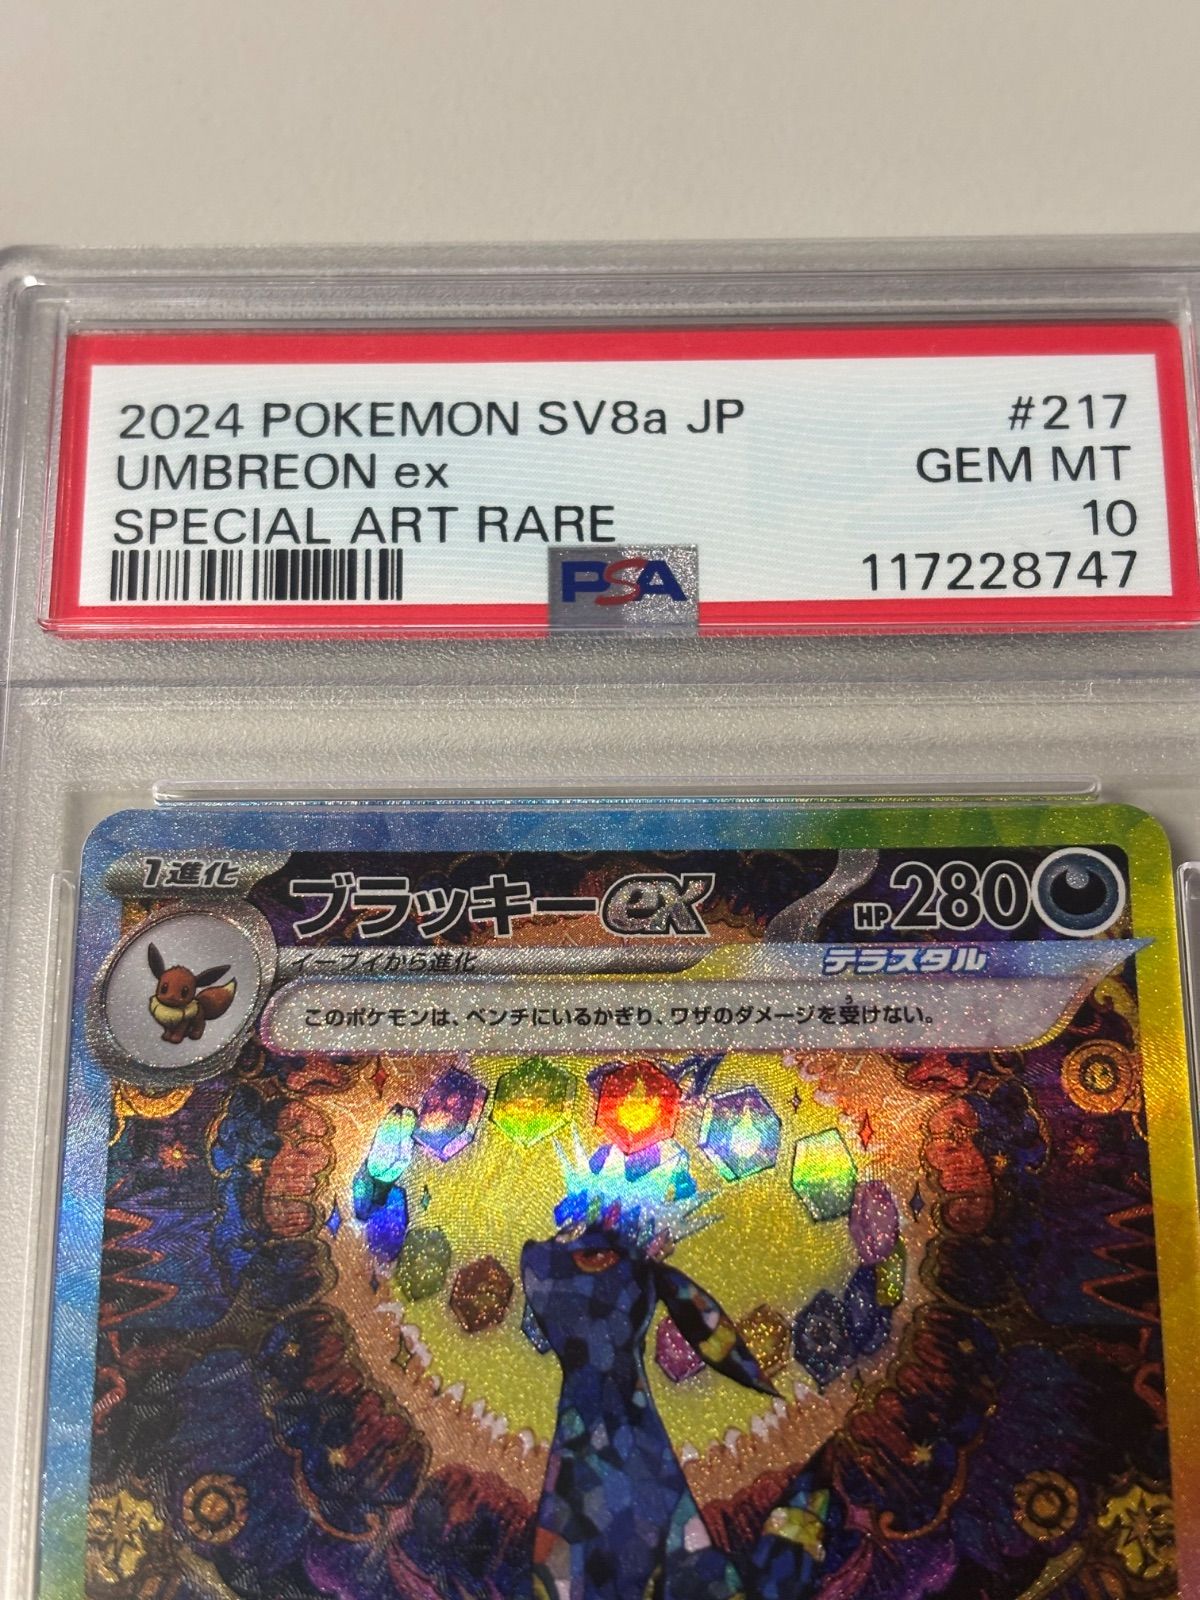 2024 POKEMON SV8a JP #217
UMBREON ex GEM MT
SPECIAL ART RARE 10
PSA 117228747
1進化 ブラッキーex HP280
イーブイから進化 テラスタル
このポケモンは、ベンチにいるかぎり、ワザのダメージを受けない。